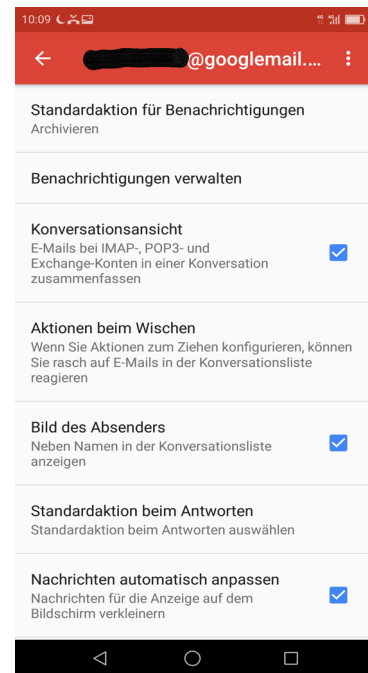 10:09
@googlemail....
Standardaktion für Benachrichtigungen
Archivieren
Benachrichtigungen verwalten
Konversationsansicht
E-Mails bei IMAP-, POP3- und
Exchange-Konten in einer Konversation
zusammenfassen
Aktionen beim Wischen
Wenn Sie Aktionen zum Ziehen konfigurieren, können
Sie rasch auf E-Mails in der Konversationsliste
reagieren
Bild des Absenders
Neben Namen in der Konversationsliste
anzeigen
Standardaktion beim Antworten
Standardaktion beim Antworten auswählen
Nachrichten automatisch anpassen
Nachrichten für die Anzeige auf dem
Bildschirm verkleinern